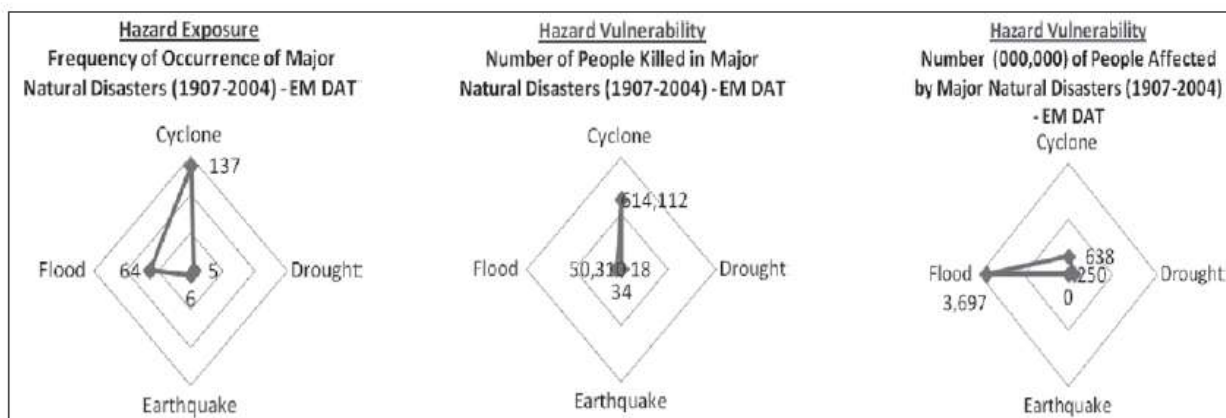 Hazard Exposure
Frequency of Occurrence of Major
Natural Disasters (1907-2004) - EM DAT
Cyclone
137
Flood
64
5
Drought
6
Earthquake
Hazard Vulnerability
Number of People Killed in Major
Natural Disasters (1907-2004) - EM DAT
Cyclone
614,112
Flood
50,310
18
Drought
34
Earthquake
Hazard Vulnerability
Number (000,000) of People Affected
by Major Natural Disasters (1907-2004)
- EM DAT
Cyclone
638
Flood
250
Drought
3,697
0
Earthquake